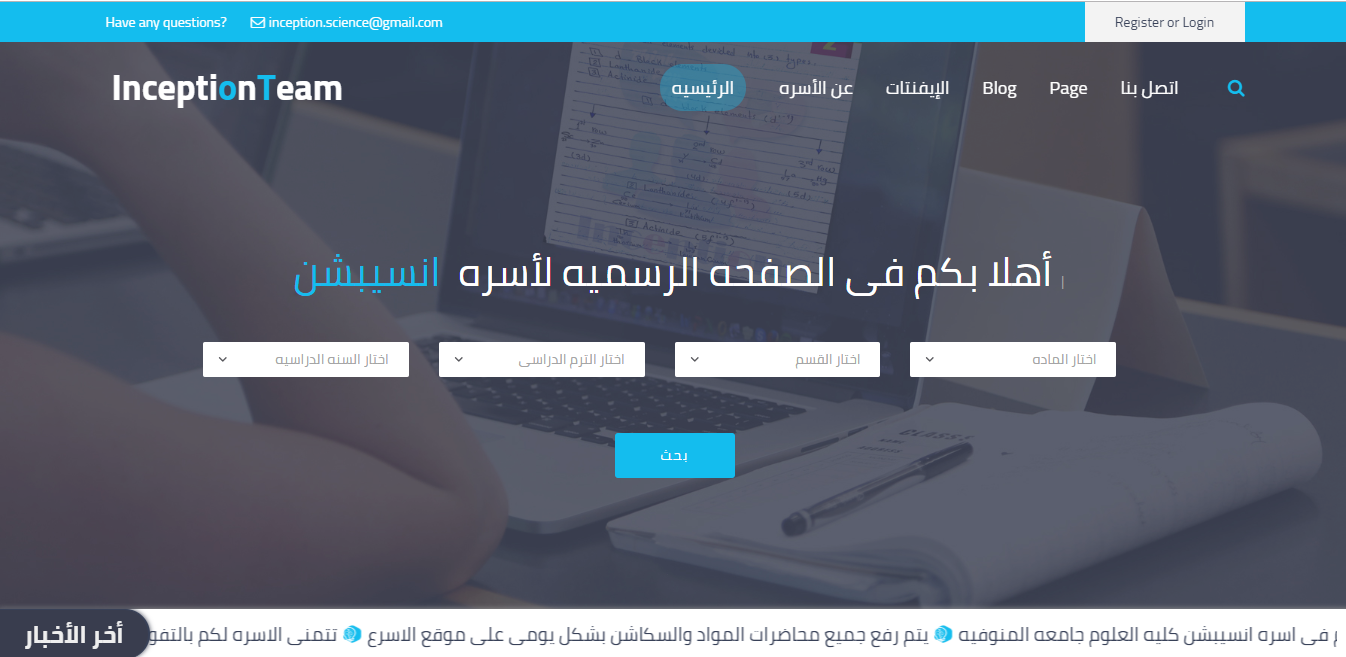 Have any questions? inception.science@gmail.com Register or Login
InceptionTeam الرئيسيه عن الأسره الإيفنتات Blog Page اتصل بنا
أهلا بكم فى الصفحه الرسميه لأسره انسيبشن |
اختار السنه الدراسيه اختار الترم الدراسى اختار القسم اختار الماده
بحث
أخر الأخبار
فى اسره انسيبشن كليه العلوم جامعه المنوفيه يتم رفع جميع محاضرات المواد والسكاشن بشكل يومى على موقع الاسرع تتمنى الاسره لكم بالتفو